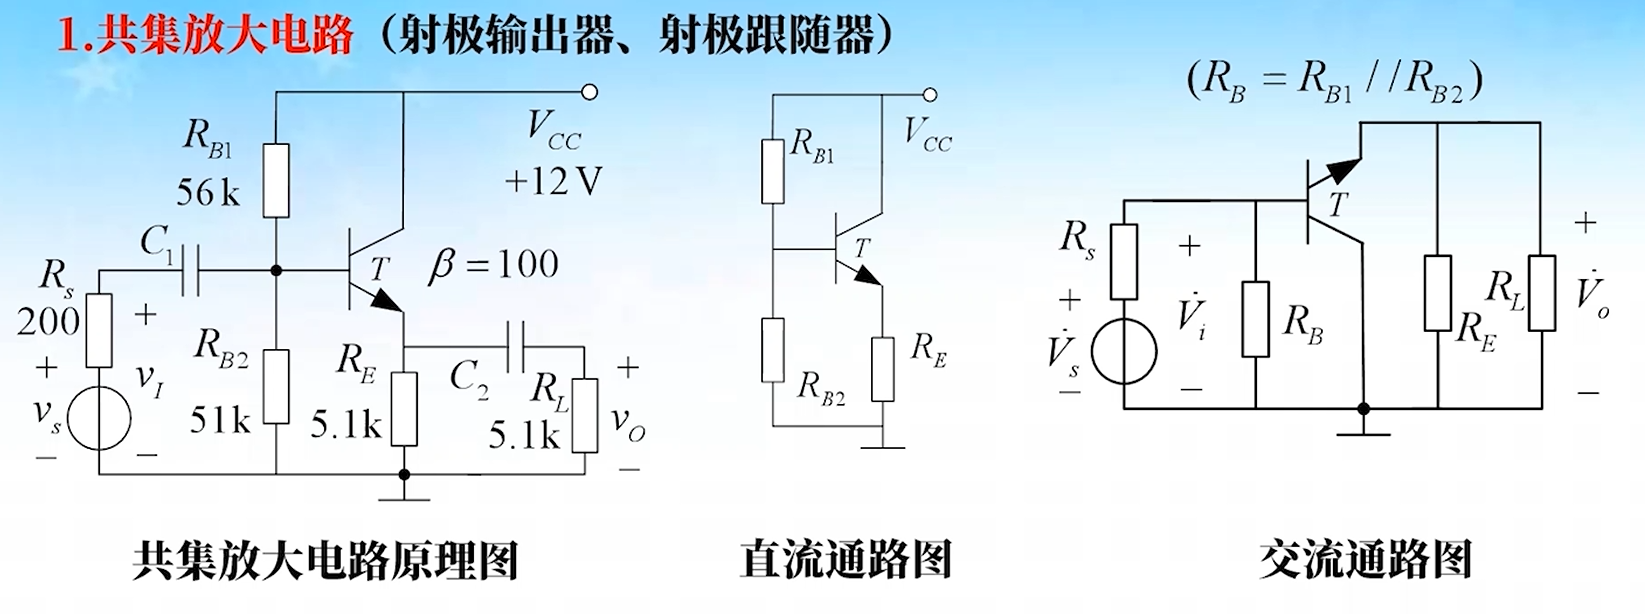 1.共集放大电路（射极输出器、射极跟随器）
R_{B1}
56k
V_{CC}
+12V
C_1
R_s
200
+
T
β=100
R_{B2}
51k
+
v_s
−
v_I
−
R_E
5.1k
C_2
R_L
5.1k
+
v_O
−
共集放大电路原理图
R_{B1}
V_{CC}
T
R_{B2}
R_E
直流通路图
(R_B = R_{B1} //R_{B2})
T
R_s
+
V̇_s
−
+
V̇_i
−
R_B
R_E
R_L
+
V̇_o
−
交流通路图